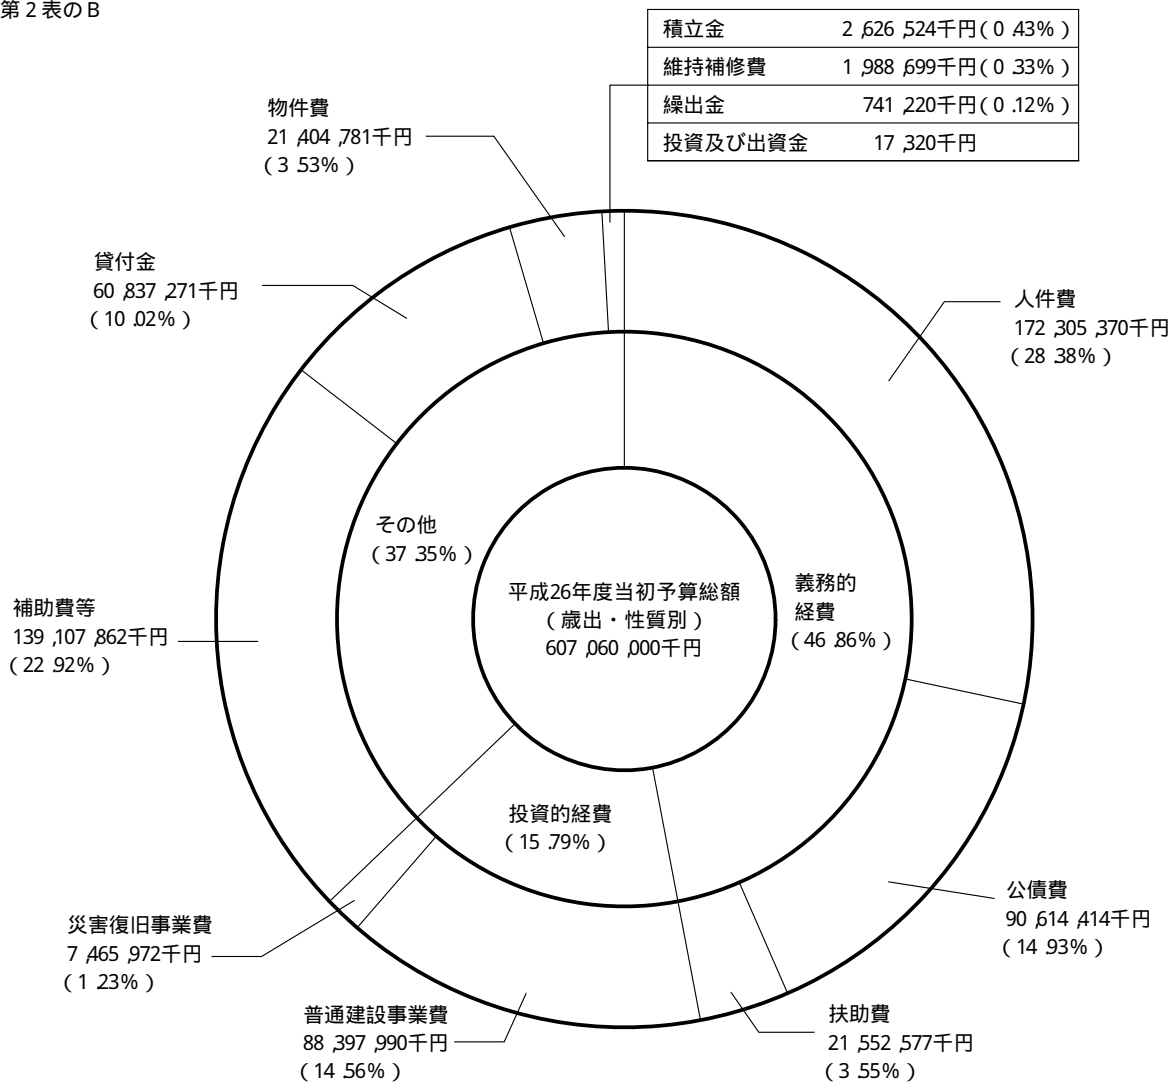 第2表のB
積立金 2,626,524千円(0.43%)
維持補修費 1,988,699千円(0.33%)
繰出金 741,220千円(0.12%)
投資及び出資金 17,320千円
物件費
21,404,781千円
(3.53%)
貸付金
60,837,271千円
(10.02%)
人件費
172,305,370千円
(28.38%)
その他
(37.35%)
平成26年度当初予算総額
(歳出・性質別)
607,060,000千円
義務的
経費
(46.86%)
補助費等
139,107,862千円
(22.92%)
投資的経費
(15.79%)
公債費
90,614,414千円
(14.93%)
災害復旧事業費
7,465,972千円
(1.23%)
普通建設事業費
88,397,990千円
(14.56%)
扶助費
21,552,577千円
(3.55%)